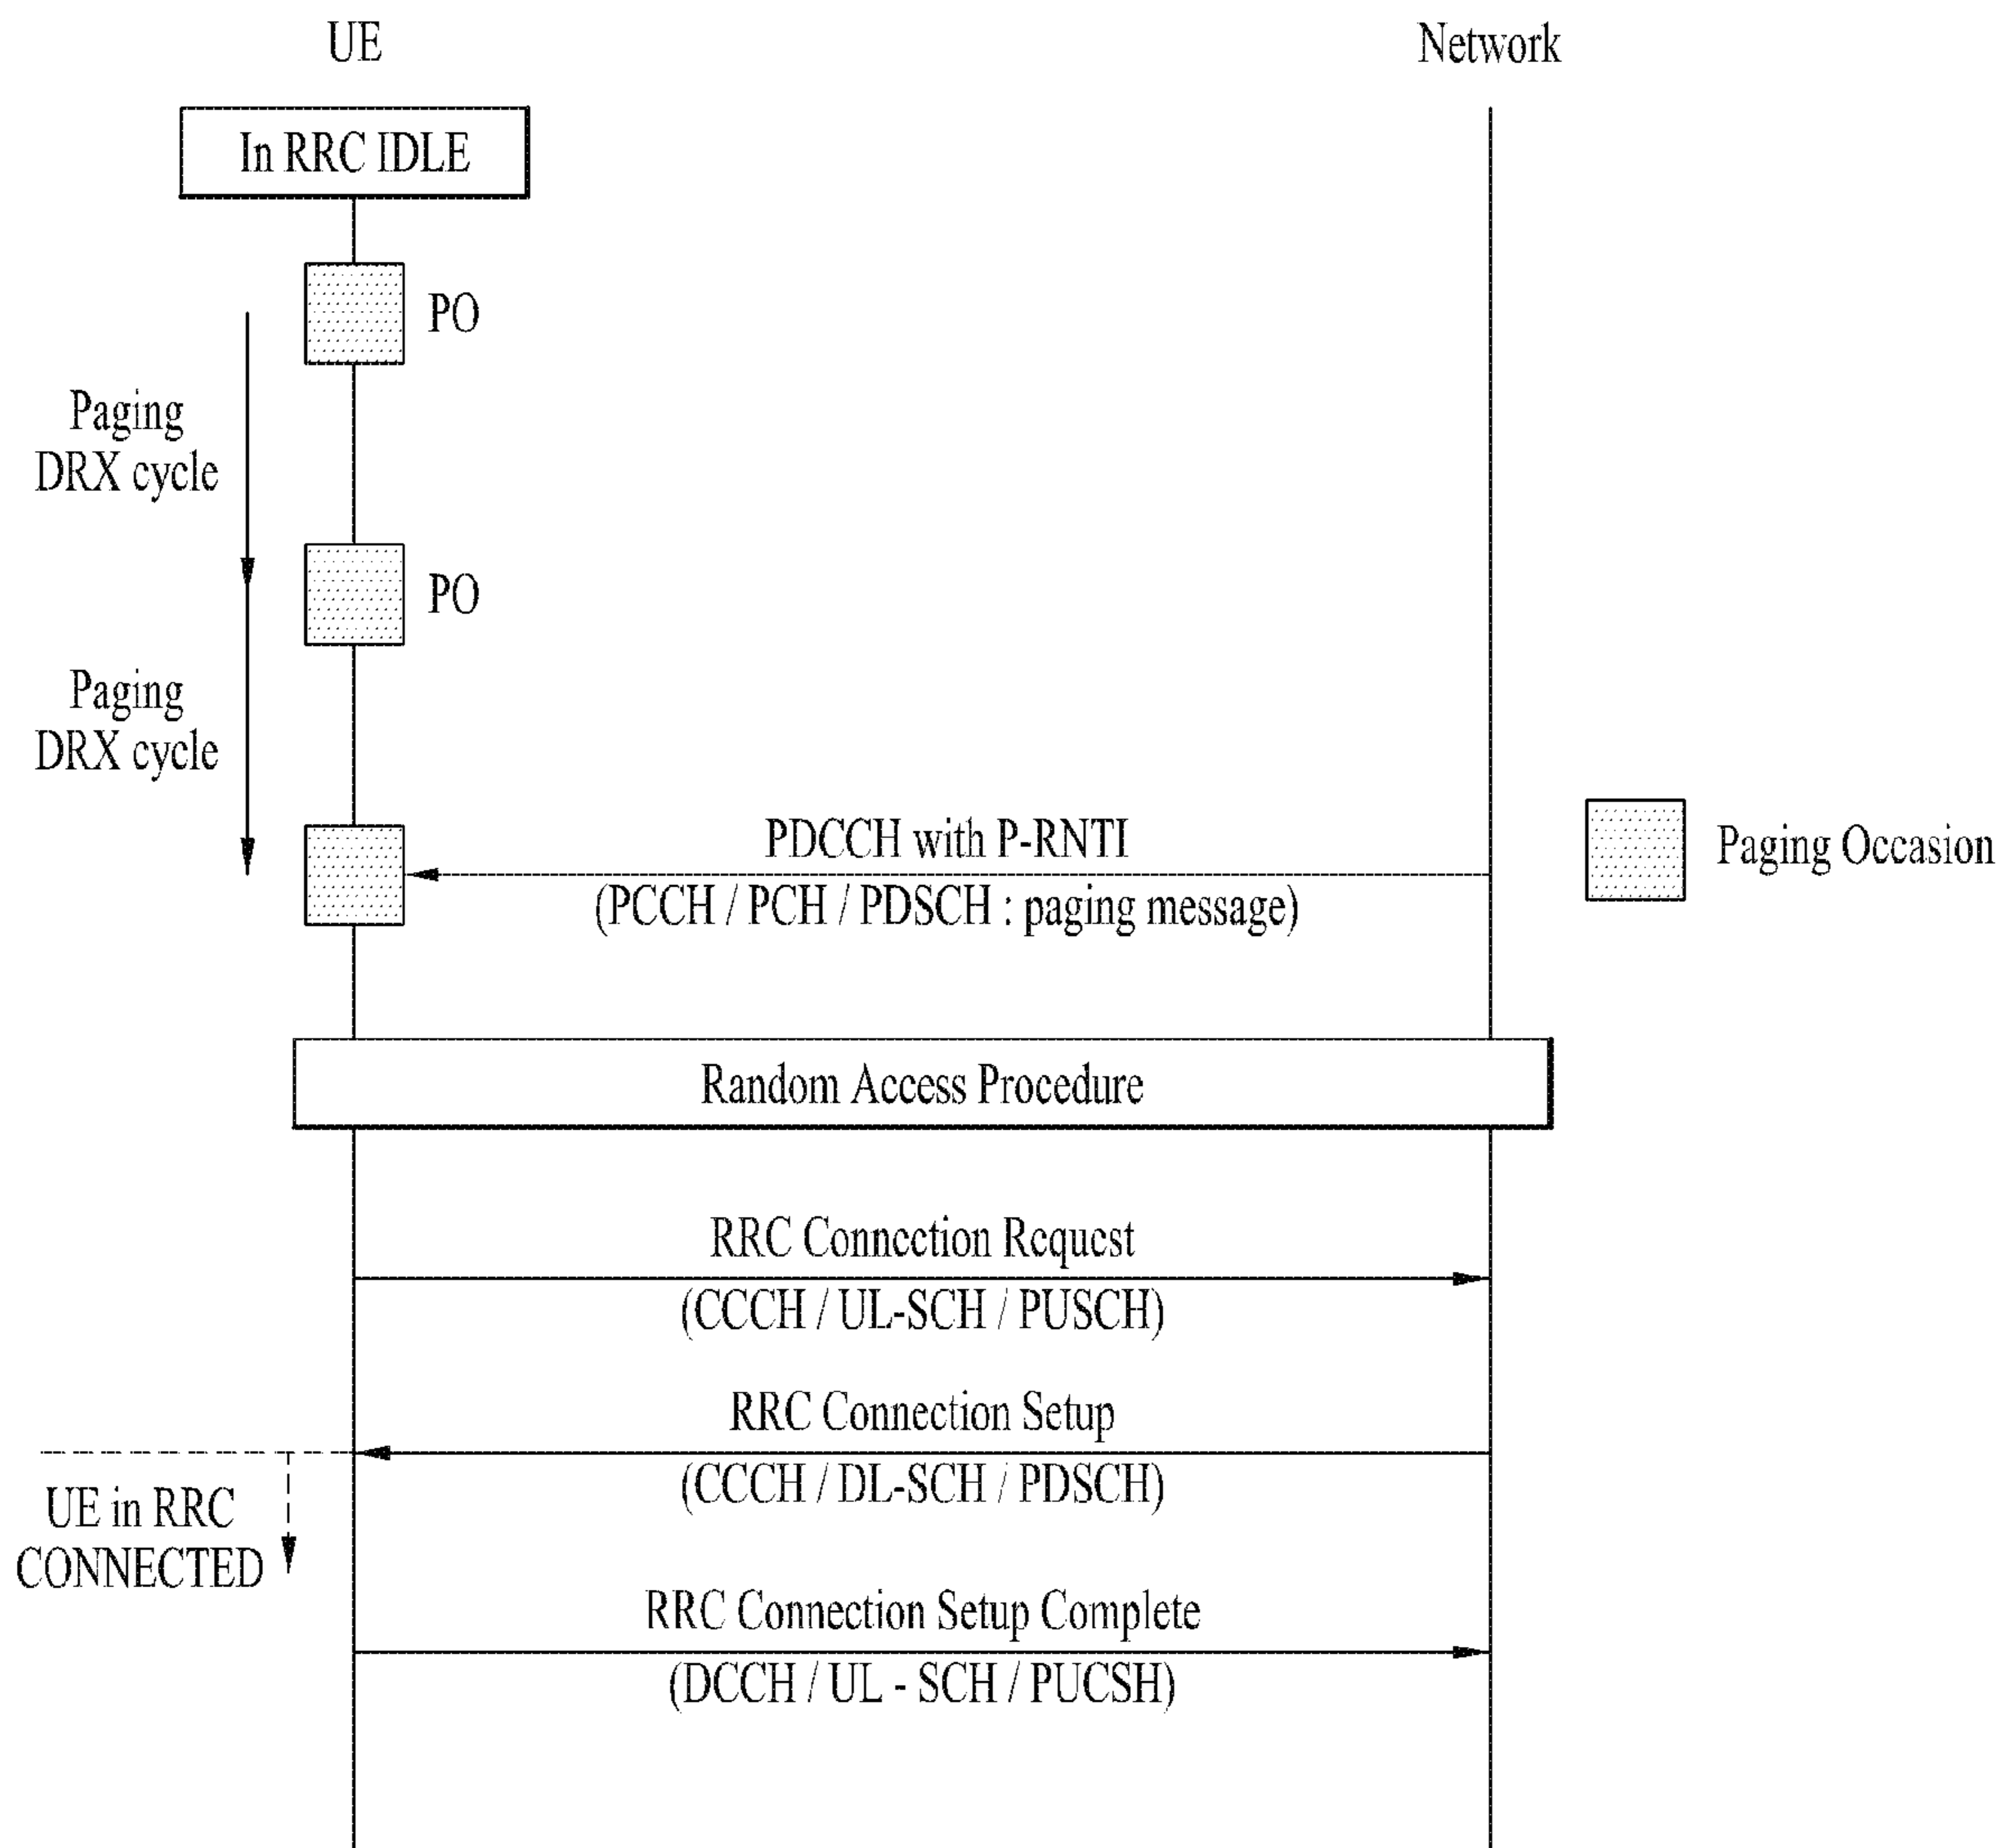 UE
Network
In RRC IDLE
PO
Paging
DRX cycle
PO
Paging
DRX cycle
PDCCH with P-RNTI
(PCCH / PCH / PDSCH : paging message)
Paging Occasion
Random Access Procedure
RRC Connection Request
(CCCH / UL-SCH / PUSCH)
RRC Connection Setup
(CCCH / DL-SCH / PDSCH)
UE in RRC
CONNECTED
RRC Connection Setup Complete
(DCCH / UL - SCH / PUCSH)